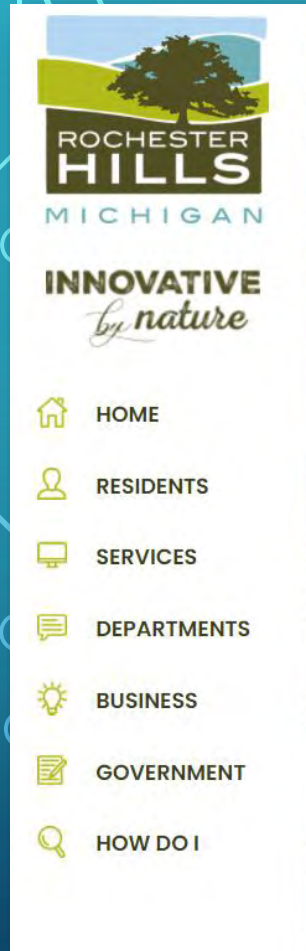 ROCHESTER
HILLS
MICHIGAN
INNOVATIVE
by nature
HOME
RESIDENTS
SERVICES
DEPARTMENTS
BUSINESS
GOVERNMENT
HOW DO I